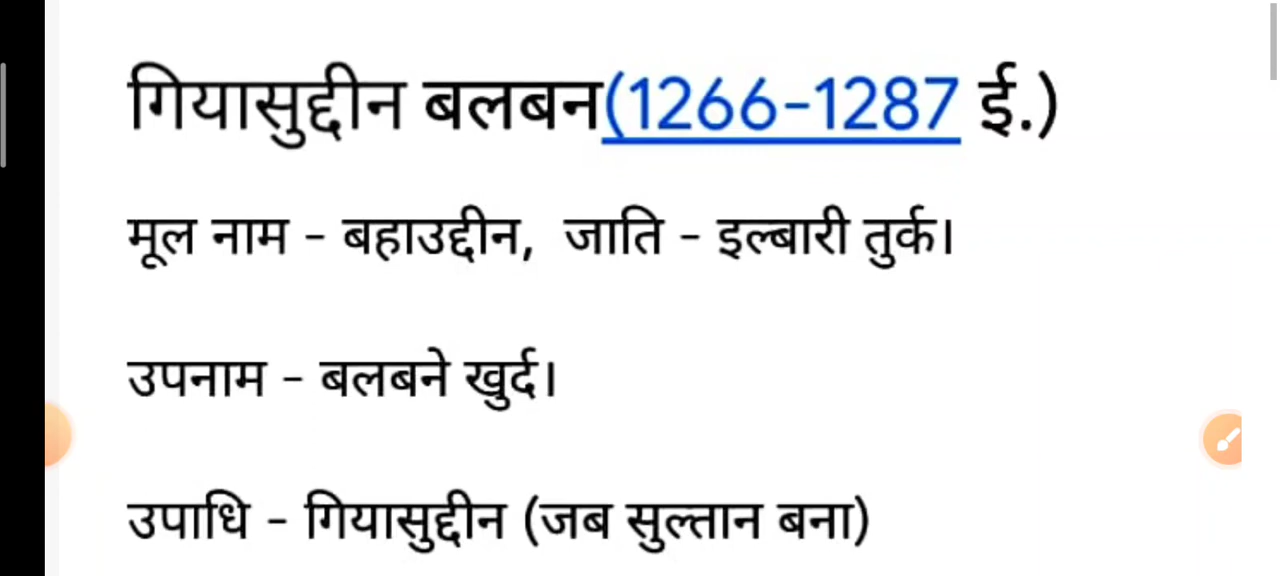 गियासुद्दीन बलबन(1266-1287 ई.)
मूल नाम - बहाउद्दीन, जाति - इल्बारी तुर्क।
उपनाम - बलबने खुर्द।
उपाधि - गियासुद्दीन (जब सुल्तान बना)